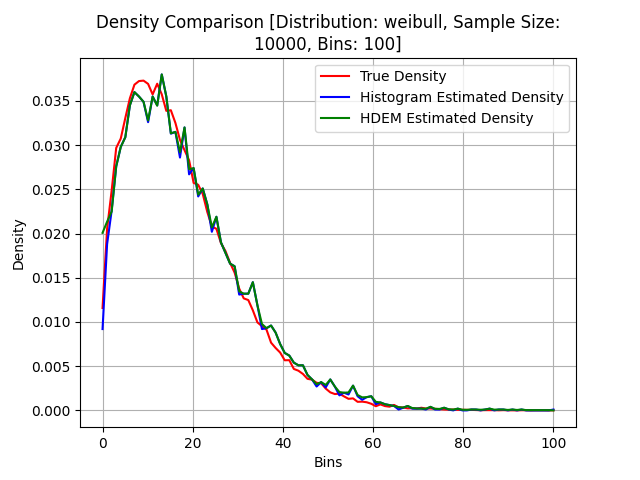 Density Comparison [Distribution: weibull, Sample Size:
10000, Bins: 100]
True Density
Histogram Estimated Density
HDEM Estimated Density
Density
0.035
0.030
0.025
0.020
0.015
0.010
0.005
0.000
0 20 40 60 80 100
Bins